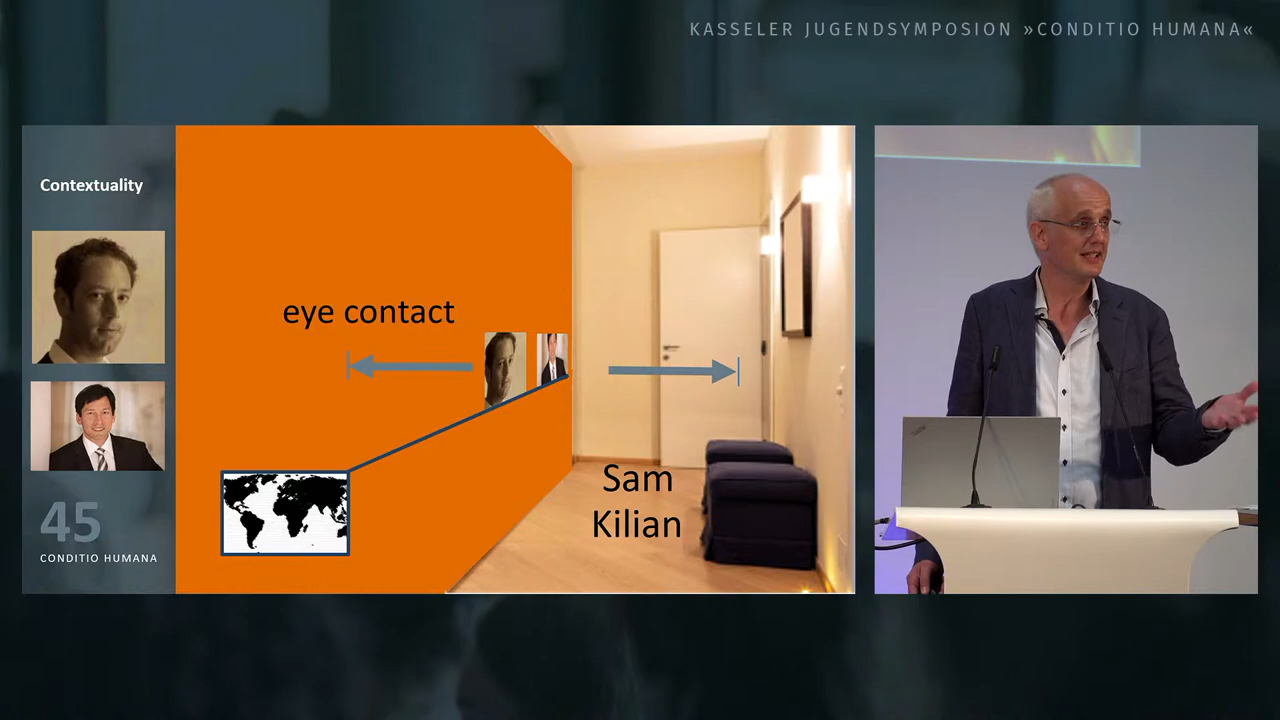 KASSELER JUGENDSYMPOSION »CONDITIO HUMANA«
Contextuality
45
CONDITIO HUMANA
eye contact
Sam
Kilian